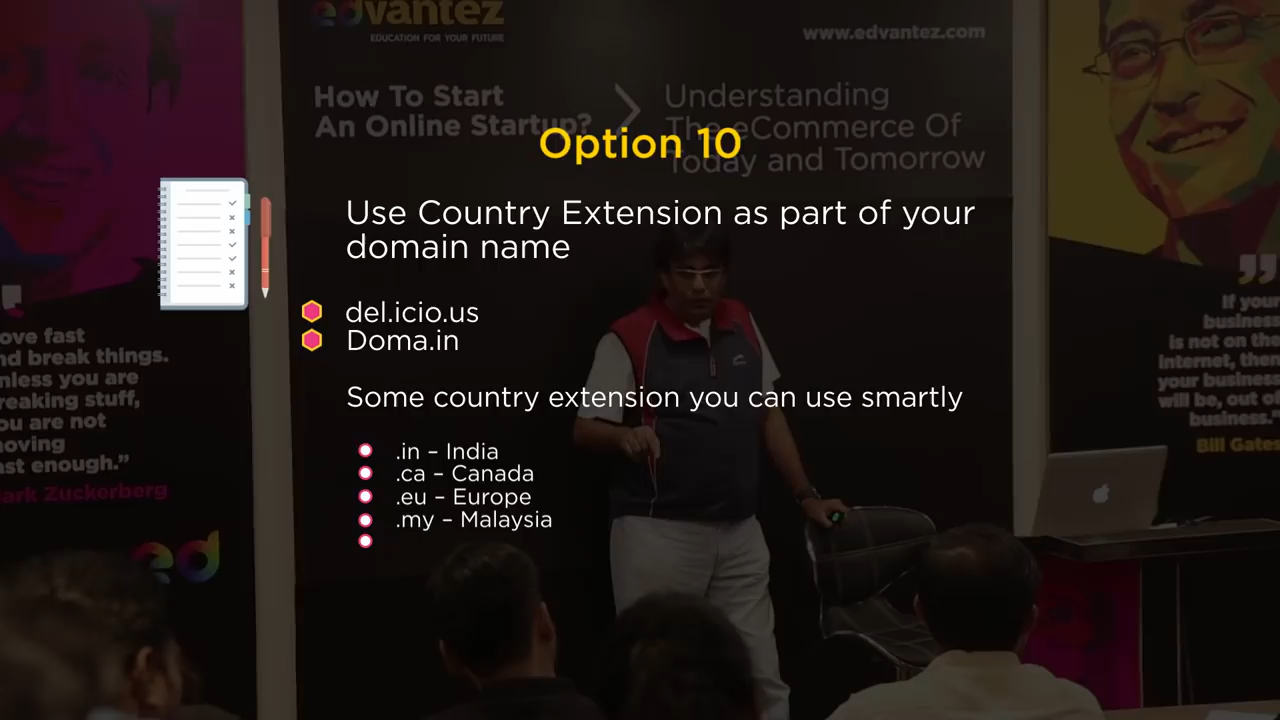 edvantez
EDUCATION FOR YOUR FUTURE
www.edvantez.com
How To Start
An Online Startup?
Understanding
The eCommerce Of
Today and Tomorrow
Option 10
Use Country Extension as part of your
domain name
del.icio.us
Doma.in
Some country extension you can use smartly
.in – India
.ca – Canada
.eu – Europe
.my – Malaysia
ove fast
nd break things.
nless you are
reaking stuff,
ou are not
oving
st enough.”
ark Zuckerberg
ed
If your
business
is not on the
Internet, then
your business
will be, out of
business."
Bill Gates